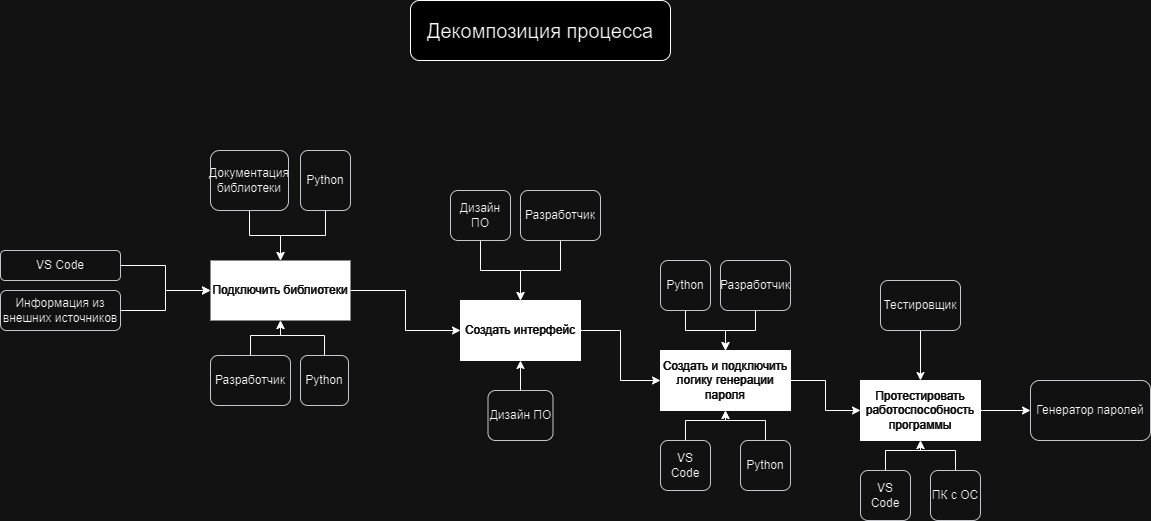 Декомпозиция процесса
Документация
библиотеки
Python
VS Code
Информация из
внешних источников
Подключить библиотеки
Разработчик
Python
Дизайн
ПО
Разработчик
Создать интерфейс
Дизайн ПО
Python
Разработчик
Создать и подключить
логику генерации
пароля
VS
Code
Python
Тестировщик
Протестировать
работоспособность
программы
VS
Code
ПК с ОС
Генератор паролей